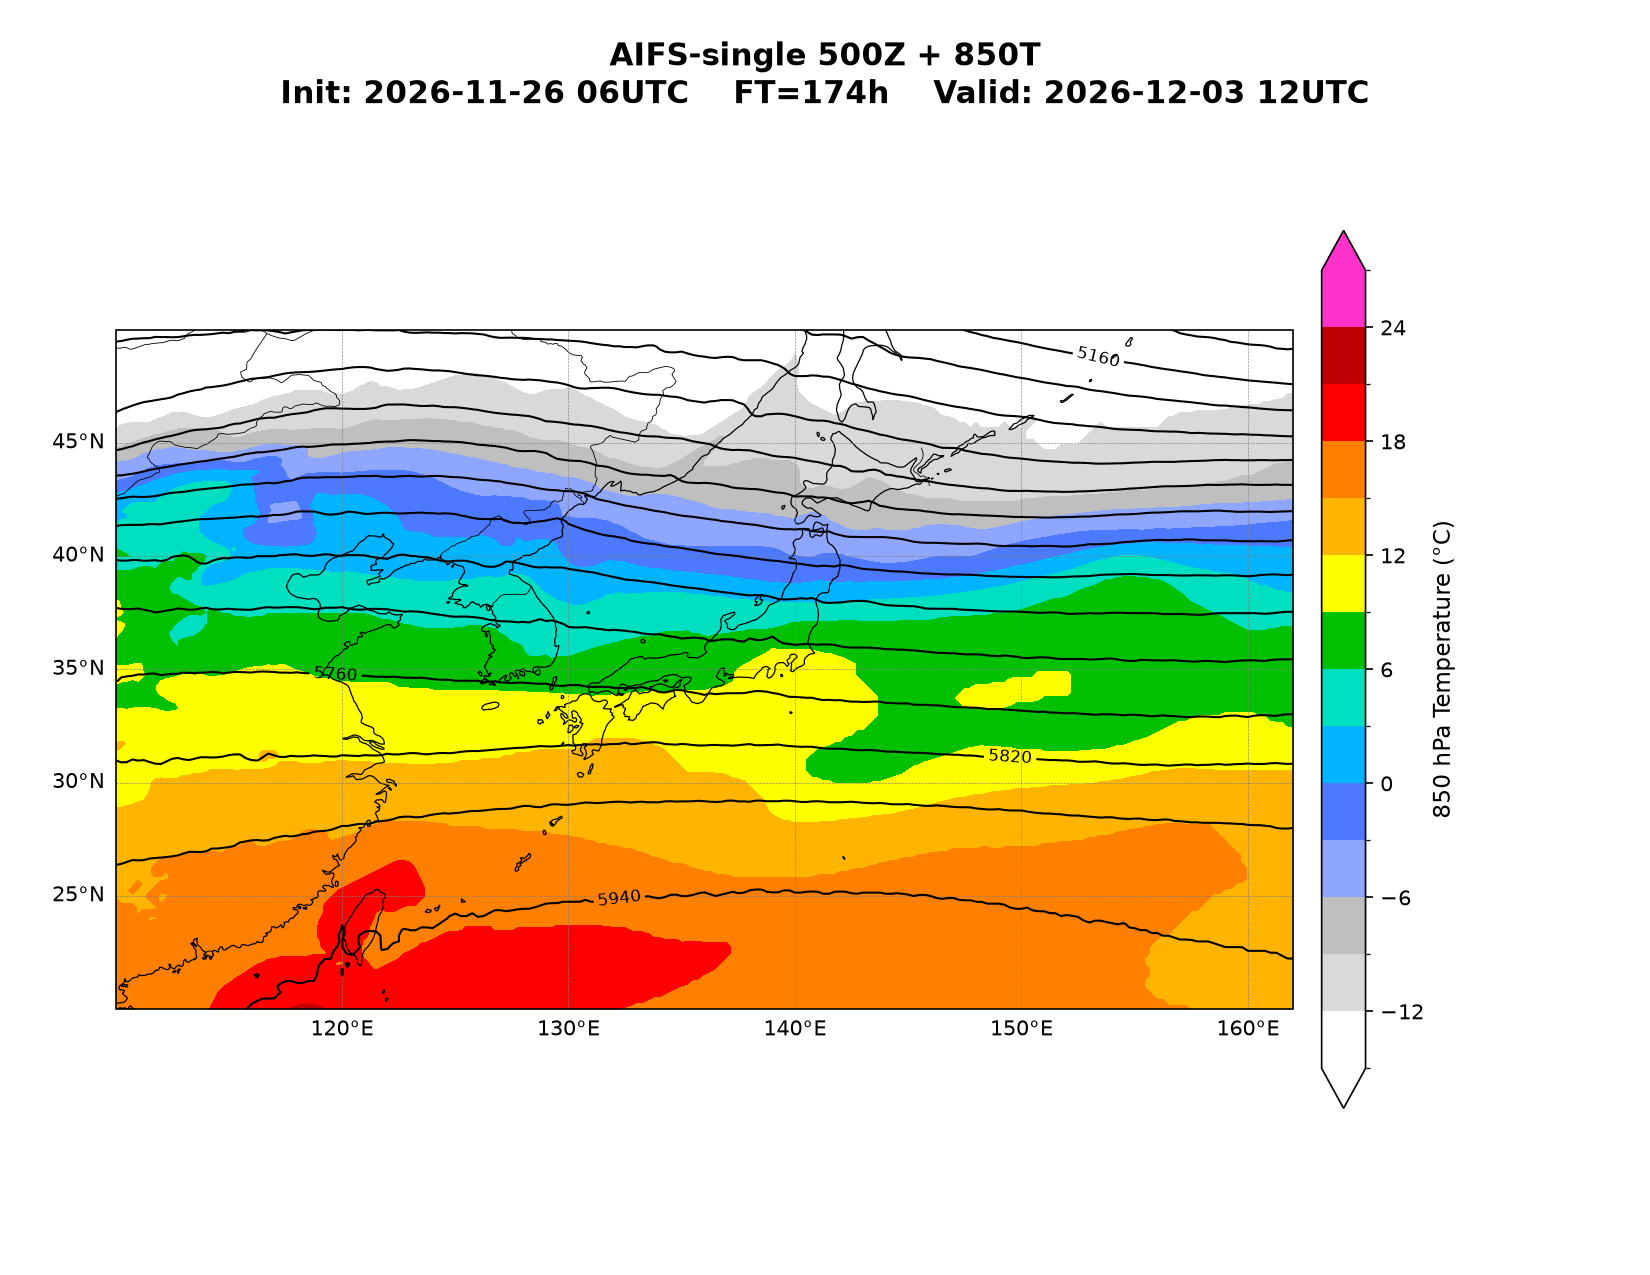 AIFS-single 500Z + 850T
Init: 2026-11-26 06UTC    FT=174h    Valid: 2026-12-03 12UTC
5160
5760
5820
5940
45°N
40°N
35°N
30°N
25°N
120°E
130°E
140°E
150°E
160°E
24
18
12
6
0
−6
−12
850 hPa Temperature (°C)